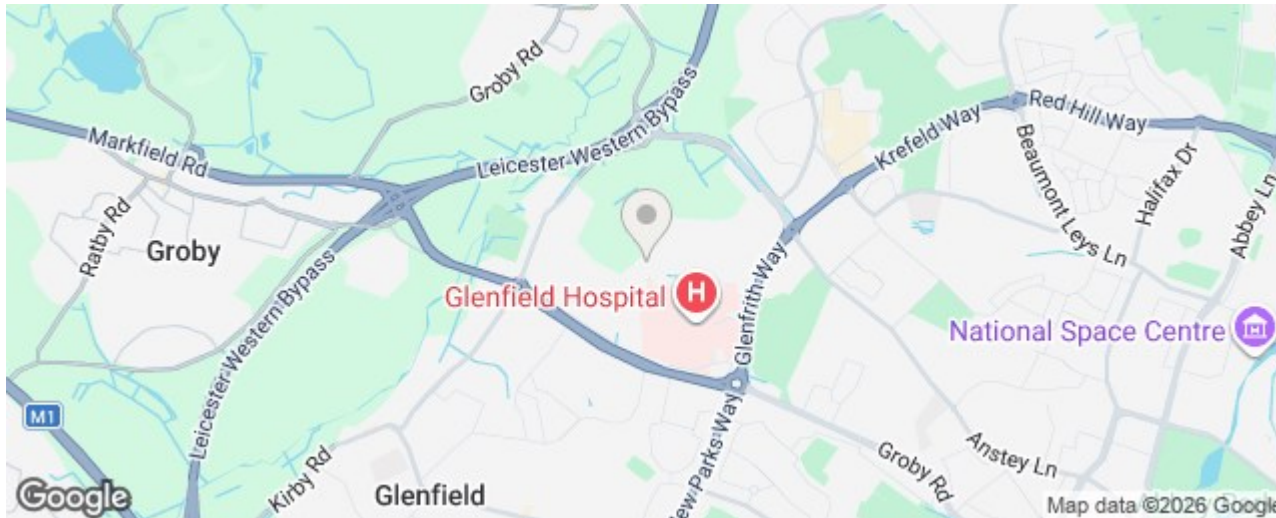 Groby Rd
Markfield Rd
Leicester Western Bypass
Krefeld Way
Red Hill Way
Beaumont Leys Ln
Halifax Dr
Abbey Ln
Ratby Rd
Groby
Leicester Western Bypass
Glenfield Hospital
H
Glenfrith Way
National Space Centre
M1
Kirby Rd
Glenfield
Parks Way
Groby Rd
Anstey Ln
Google
Map data ©2026 Google